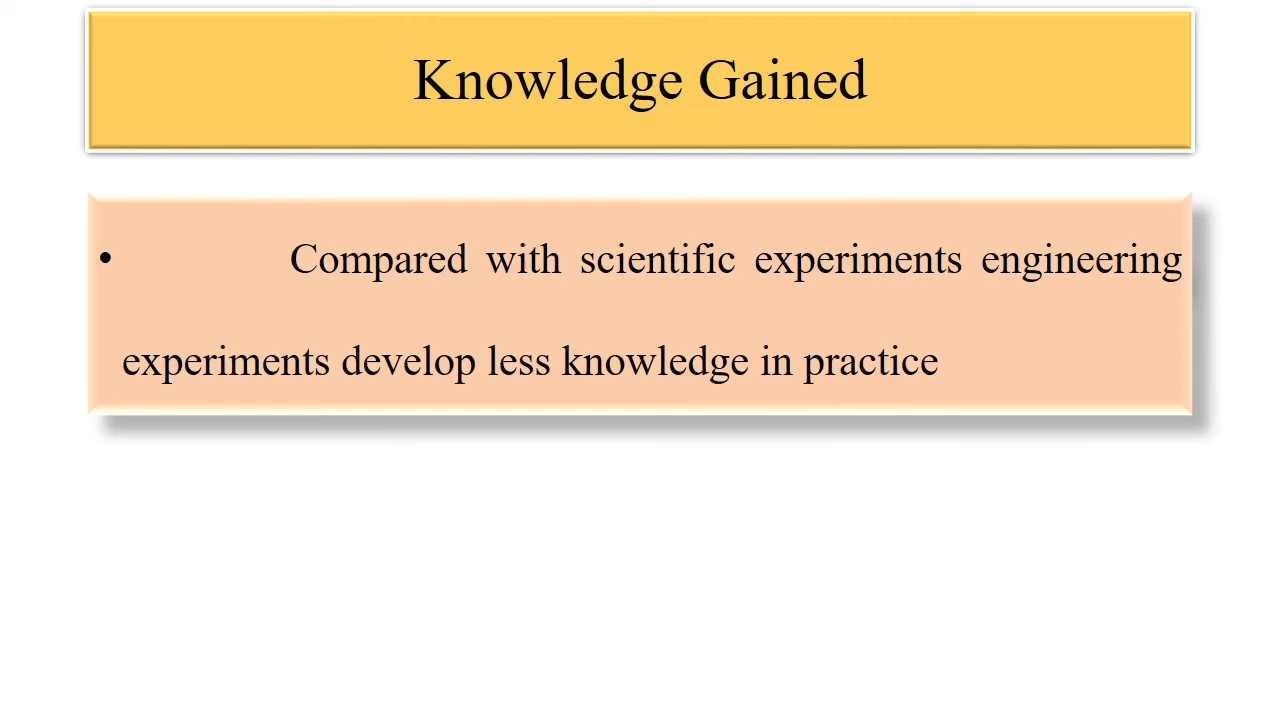 Knowledge Gained
• Compared with scientific experiments engineering
experiments develop less knowledge in practice